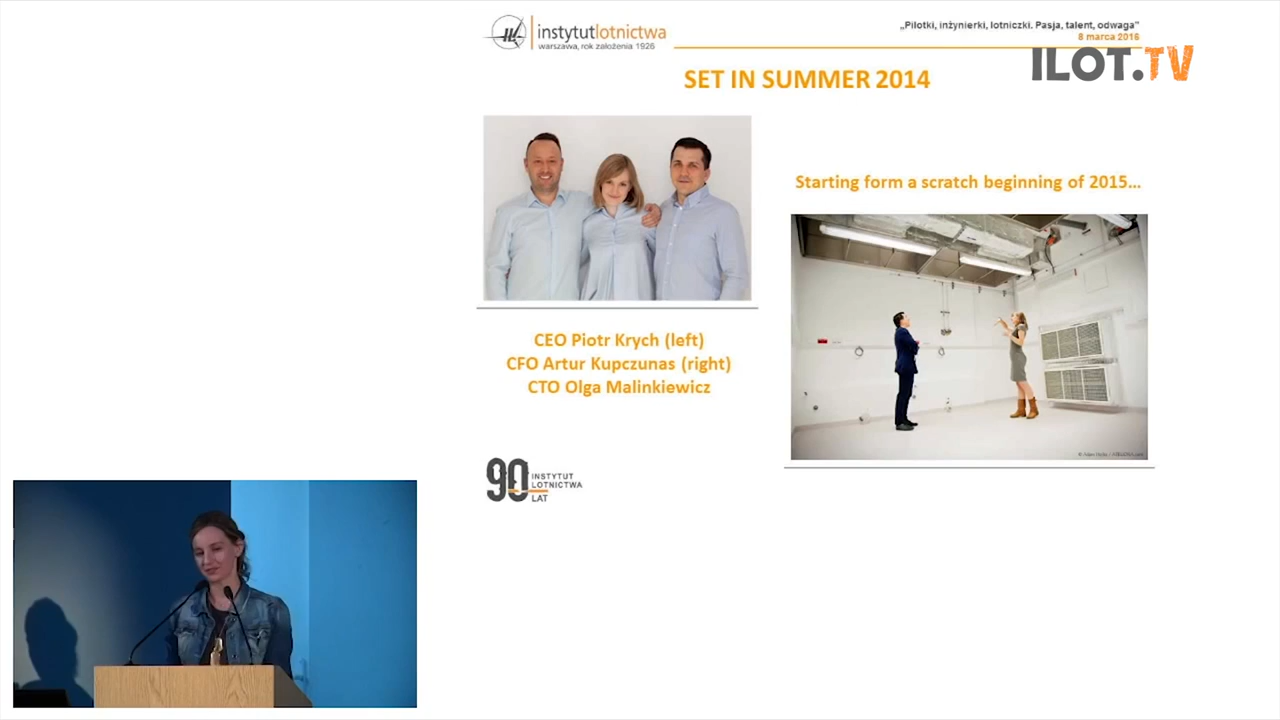 instytutlotnictwa
warszawa, rok założenia 1926
„Pilotki, inżynierki, lotniczki. Pasja, talent, odwaga”
8 marca 2016
ILOT.TV
SET IN SUMMER 2014
Starting form a scratch beginning of 2015...
CEO Piotr Krych (left)
CFO Artur Kupczunas (right)
CTO Olga Malinkiewicz
90 INSTYTUT
LOTNICTWA
LAT